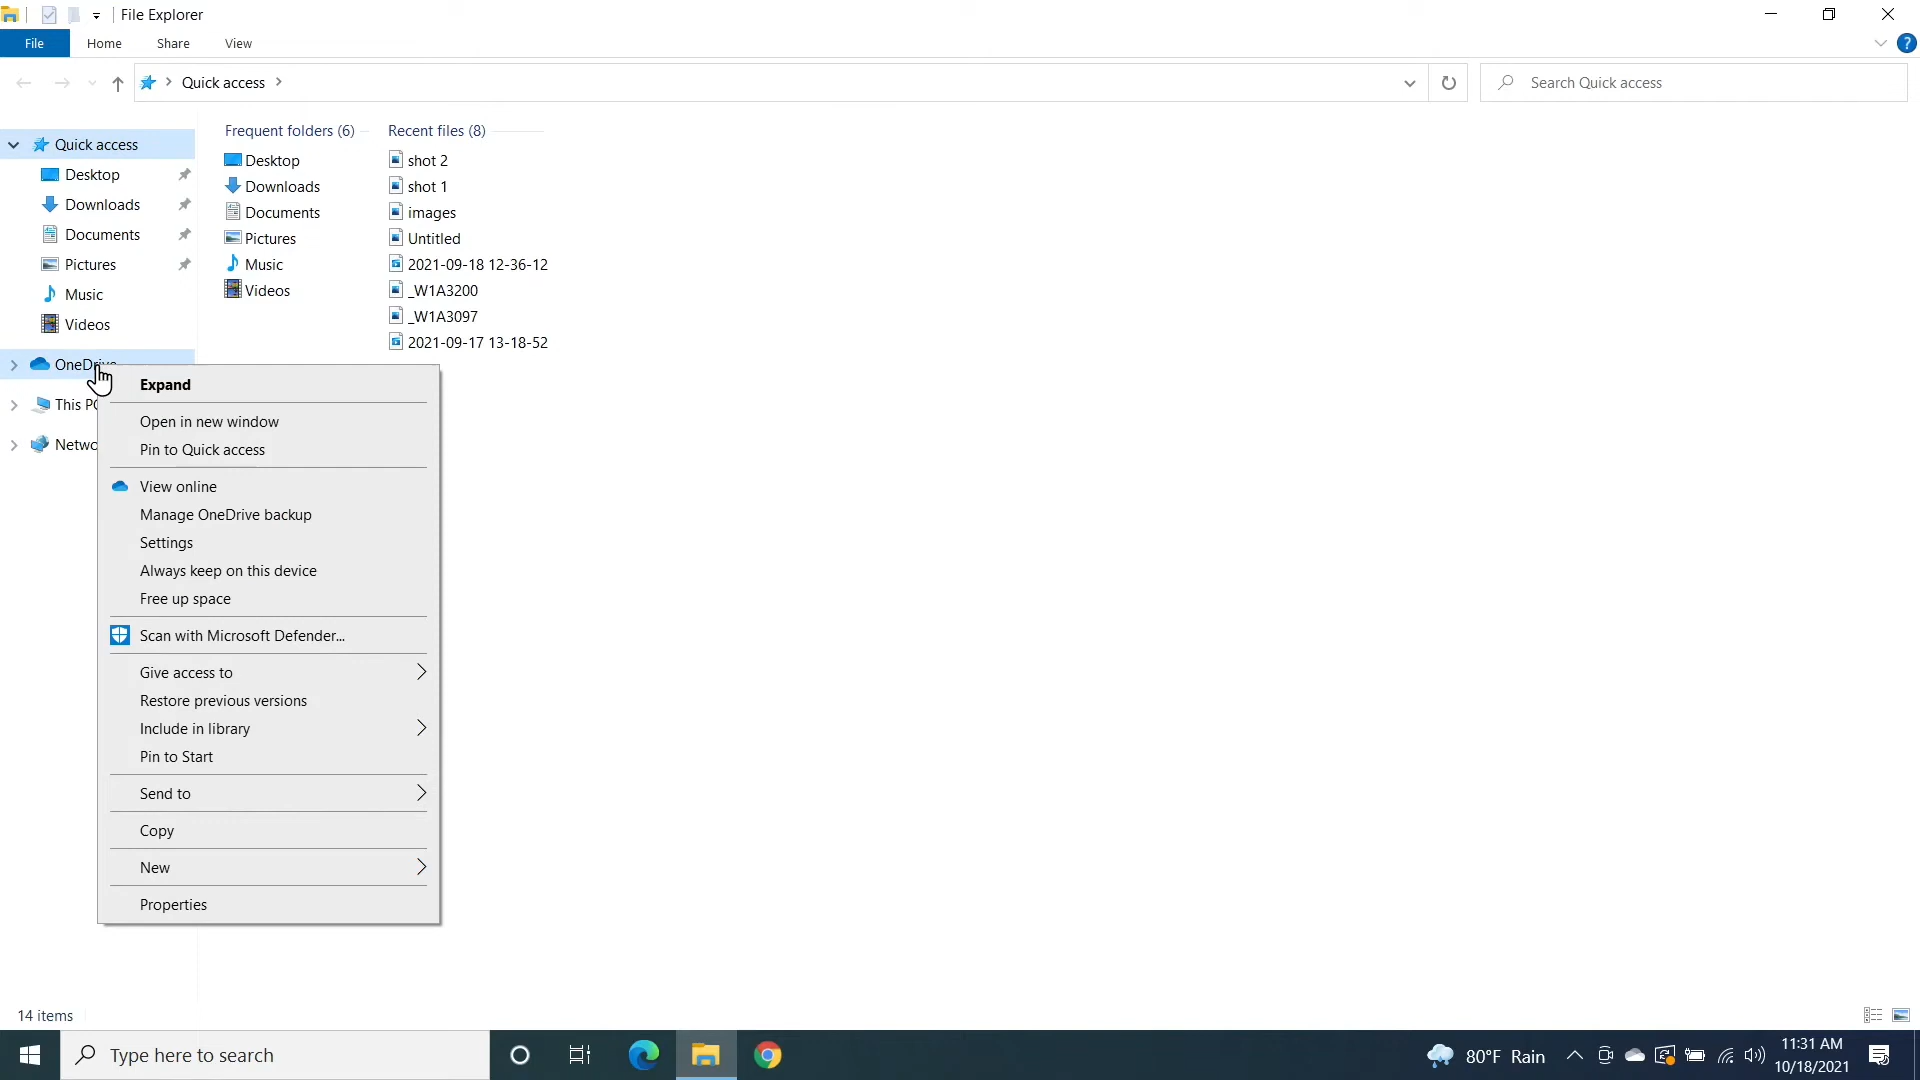 File Explorer
File Home Share View
?
Quick access
Search Quick access
Quick access
Desktop
Downloads
Documents
Pictures
Music
Videos
OneDrive
This PC
Netwo
Frequent folders (6)
Desktop
Downloads
Documents
Pictures
Music
Videos
Recent files (8)
shot 2
shot 1
images
Untitled
2021-09-18 12-36-12
_W1A3200
_W1A3097
2021-09-17 13-18-52
Expand
Open in new window
Pin to Quick access
View online
Manage OneDrive backup
Settings
Always keep on this device
Free up space
Scan with Microsoft Defender...
Give access to
Restore previous versions
Include in library
Pin to Start
Send to
Copy
New
Properties
14 items
Type here to search
80°F Rain
11:31 AM
10/18/2021